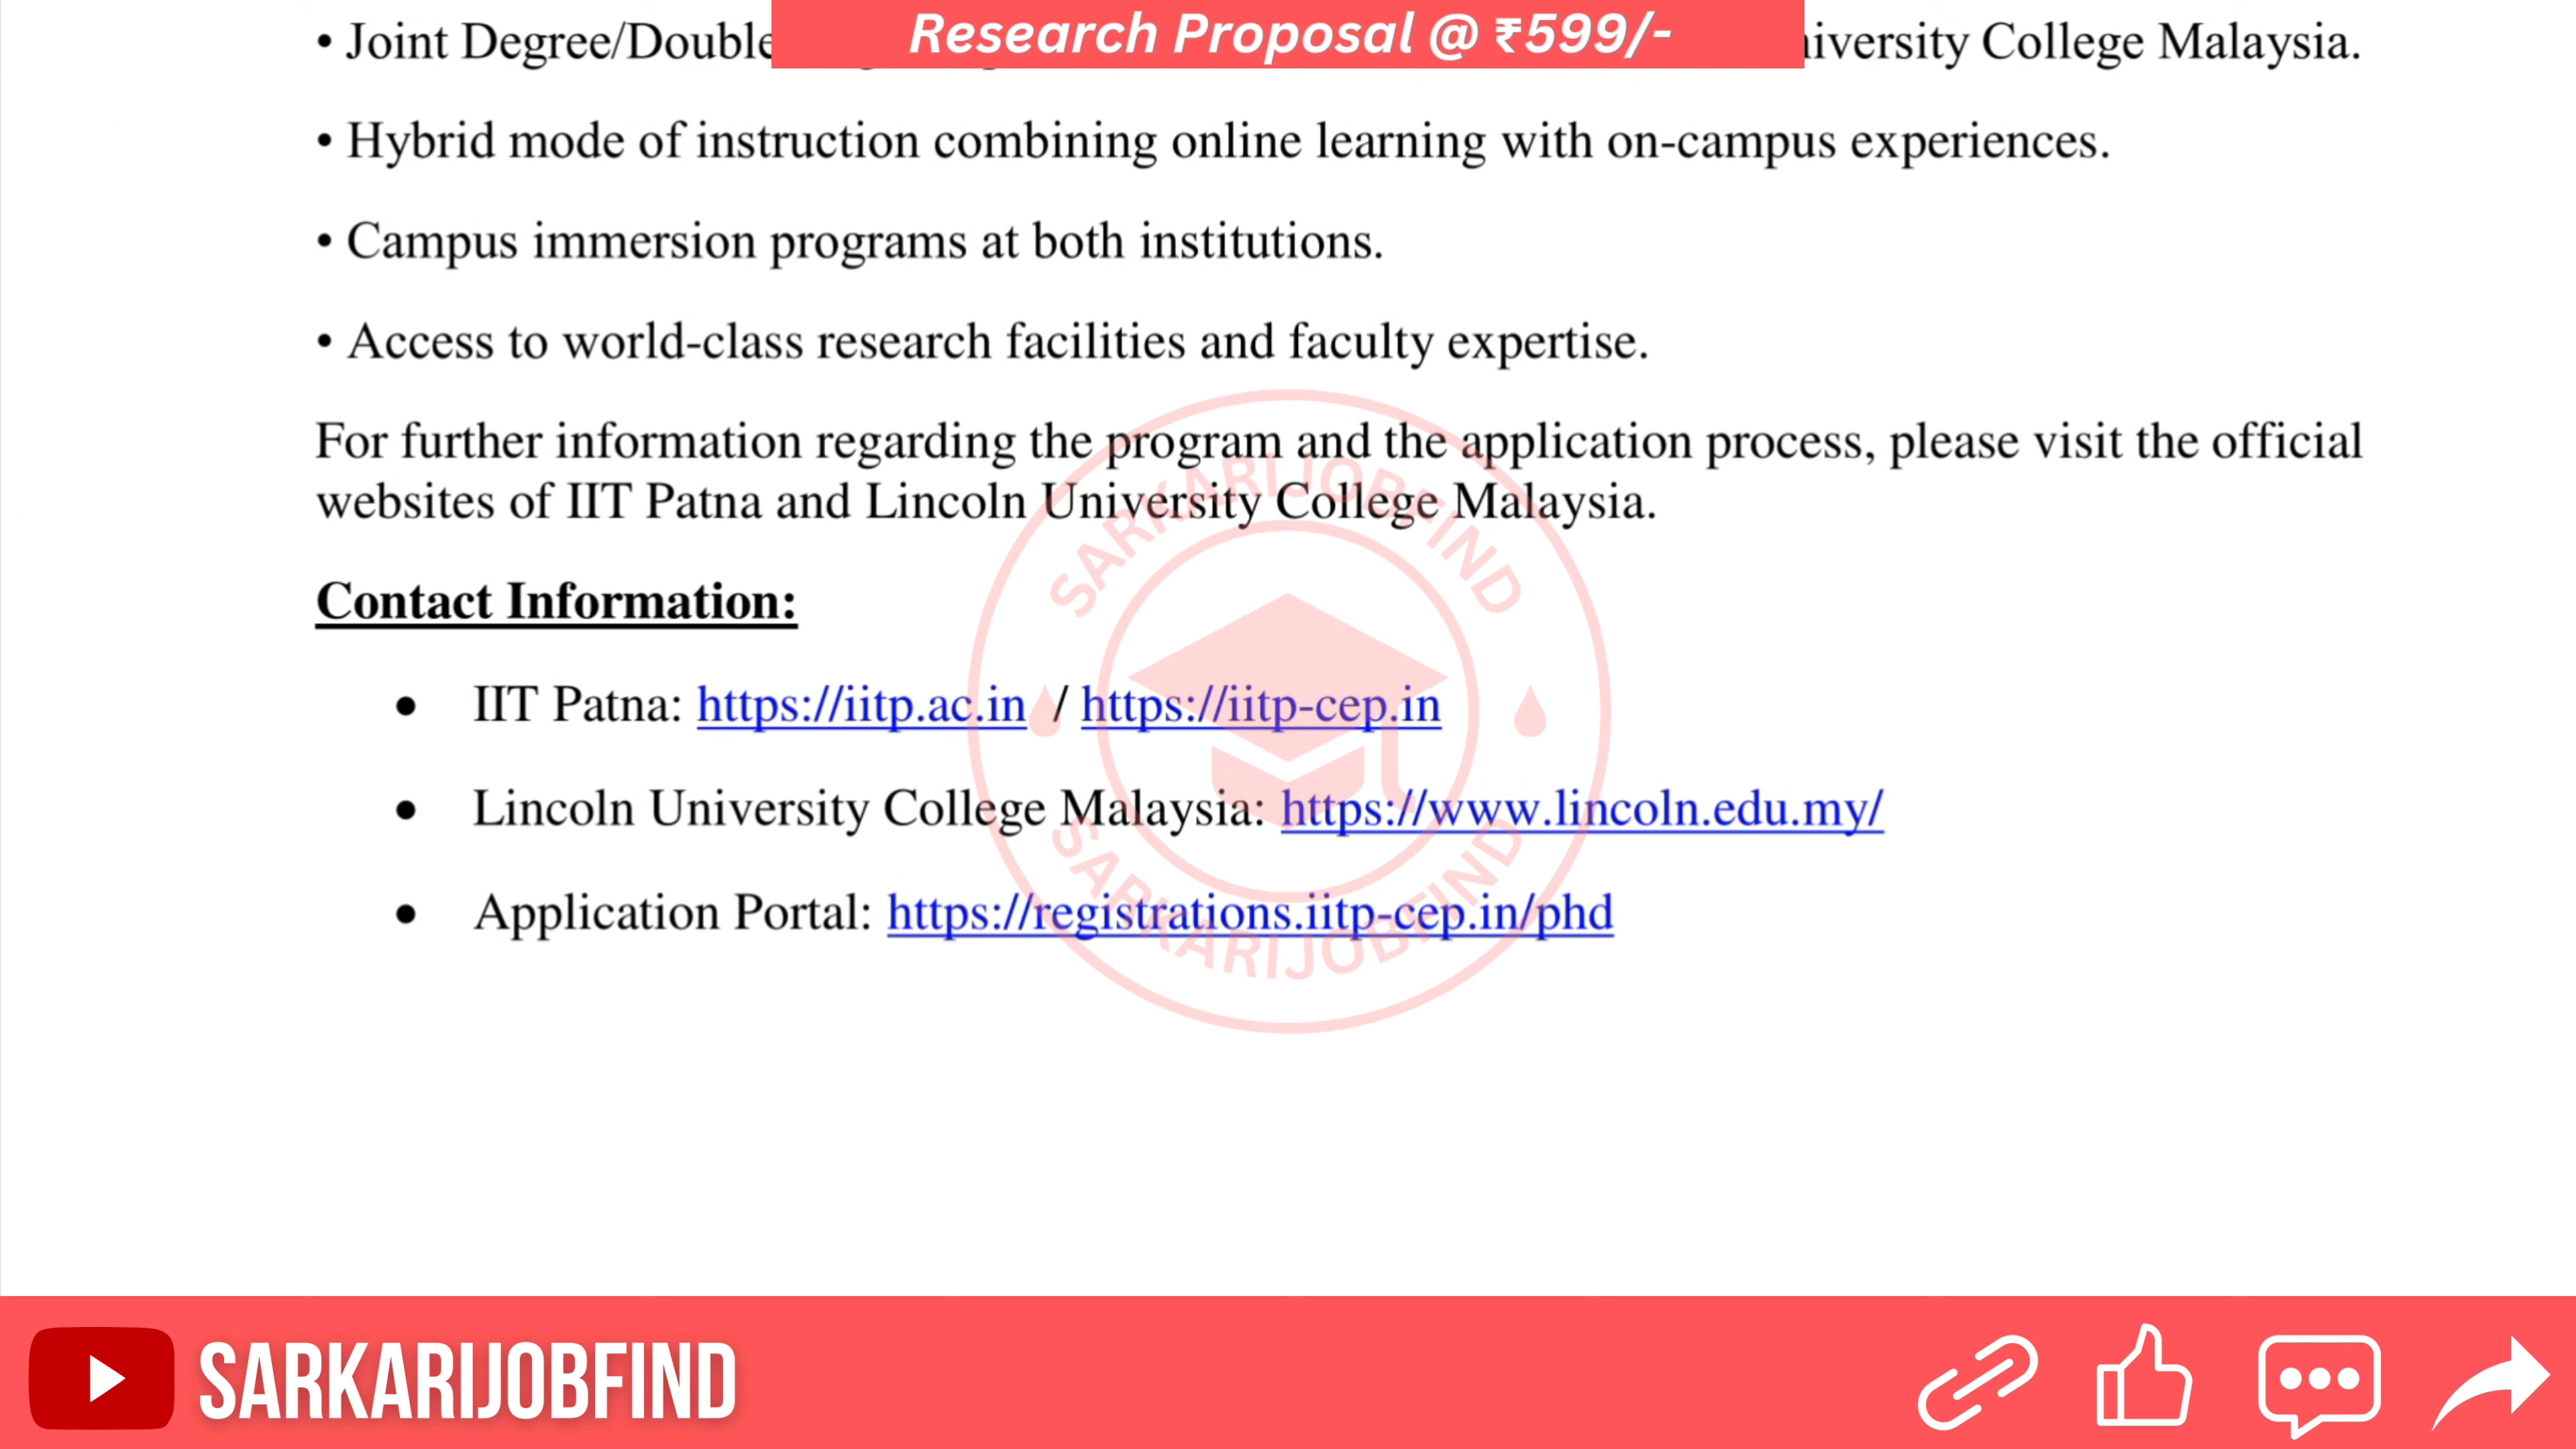 Research Proposal @ ₹599/-
• Joint Degree/Double
iversity College Malaysia.
• Hybrid mode of instruction combining online learning with on-campus experiences.
• Campus immersion programs at both institutions.
• Access to world-class research facilities and faculty expertise.
For further information regarding the program and the application process, please visit the official
websites of IIT Patna and Lincoln University College Malaysia.
Contact Information:
• IIT Patna: https://iitp.ac.in / https://iitp-cep.in
• Lincoln University College Malaysia: https://www.lincoln.edu.my/
• Application Portal: https://registrations.iitp-cep.in/phd
SARKARIJOBFIND
SARKARIJOBFIND
SARKARIJOBFIND